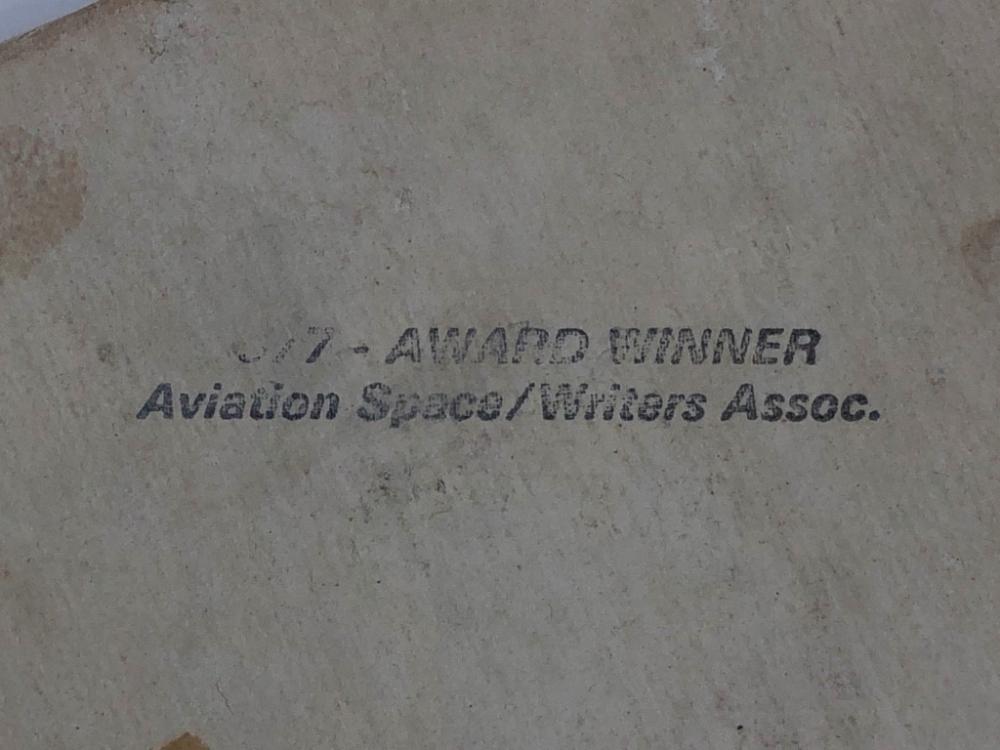 - AWARD WINNER
Aviation Space/Writers Assoc.